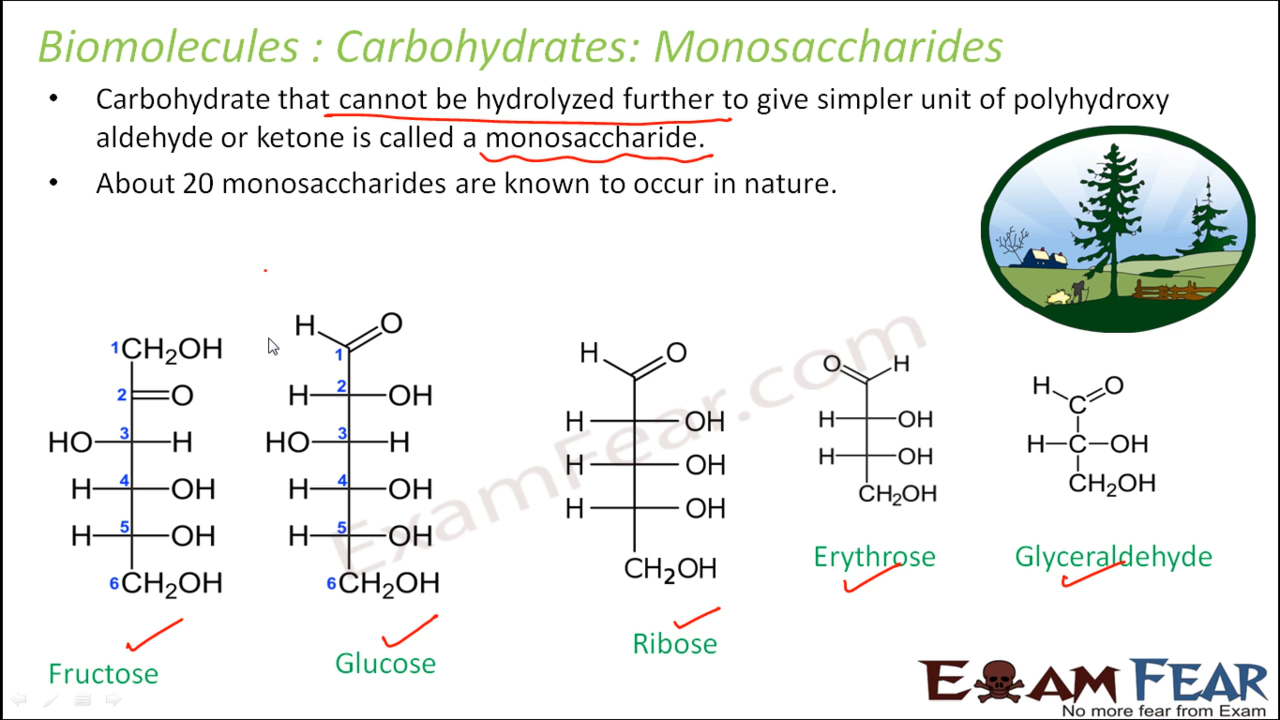 Biomolecules : Carbohydrates: Monosaccharides
• Carbohydrate that cannot be hydrolyzed further to give simpler unit of polyhydroxy
aldehyde or ketone is called a monosaccharide.
• About 20 monosaccharides are known to occur in nature.
1CH₂OH
2 O
HO 3 H
H 4 OH
H 5 OH
6CH₂OH
Fructose
H O
1
H 2 OH
HO 3 H
H 4 OH
H 5 OH
6CH₂OH
Glucose
H O
H OH
H OH
H OH
CH₂OH
Ribose
O H
H OH
H OH
CH₂OH
Erythrose
H O
C
H C OH
CH₂OH
Glyceraldehyde
ExamFear.com
EXAM FEAR
No more fear from Exam